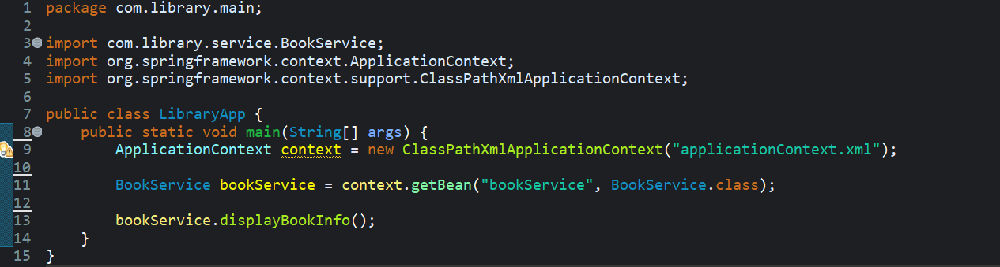 1 package com.library.main;
2
3 import com.library.service.BookService;
4 import org.springframework.context.ApplicationContext;
5 import org.springframework.context.support.ClassPathXmlApplicationContext;
6
7 public class LibraryApp {
8     public static void main(String[] args) {
9         ApplicationContext context = new ClassPathXmlApplicationContext("applicationContext.xml");
10
11         BookService bookService = context.getBean("bookService", BookService.class);
12
13         bookService.displayBookInfo();
14     }
15 }